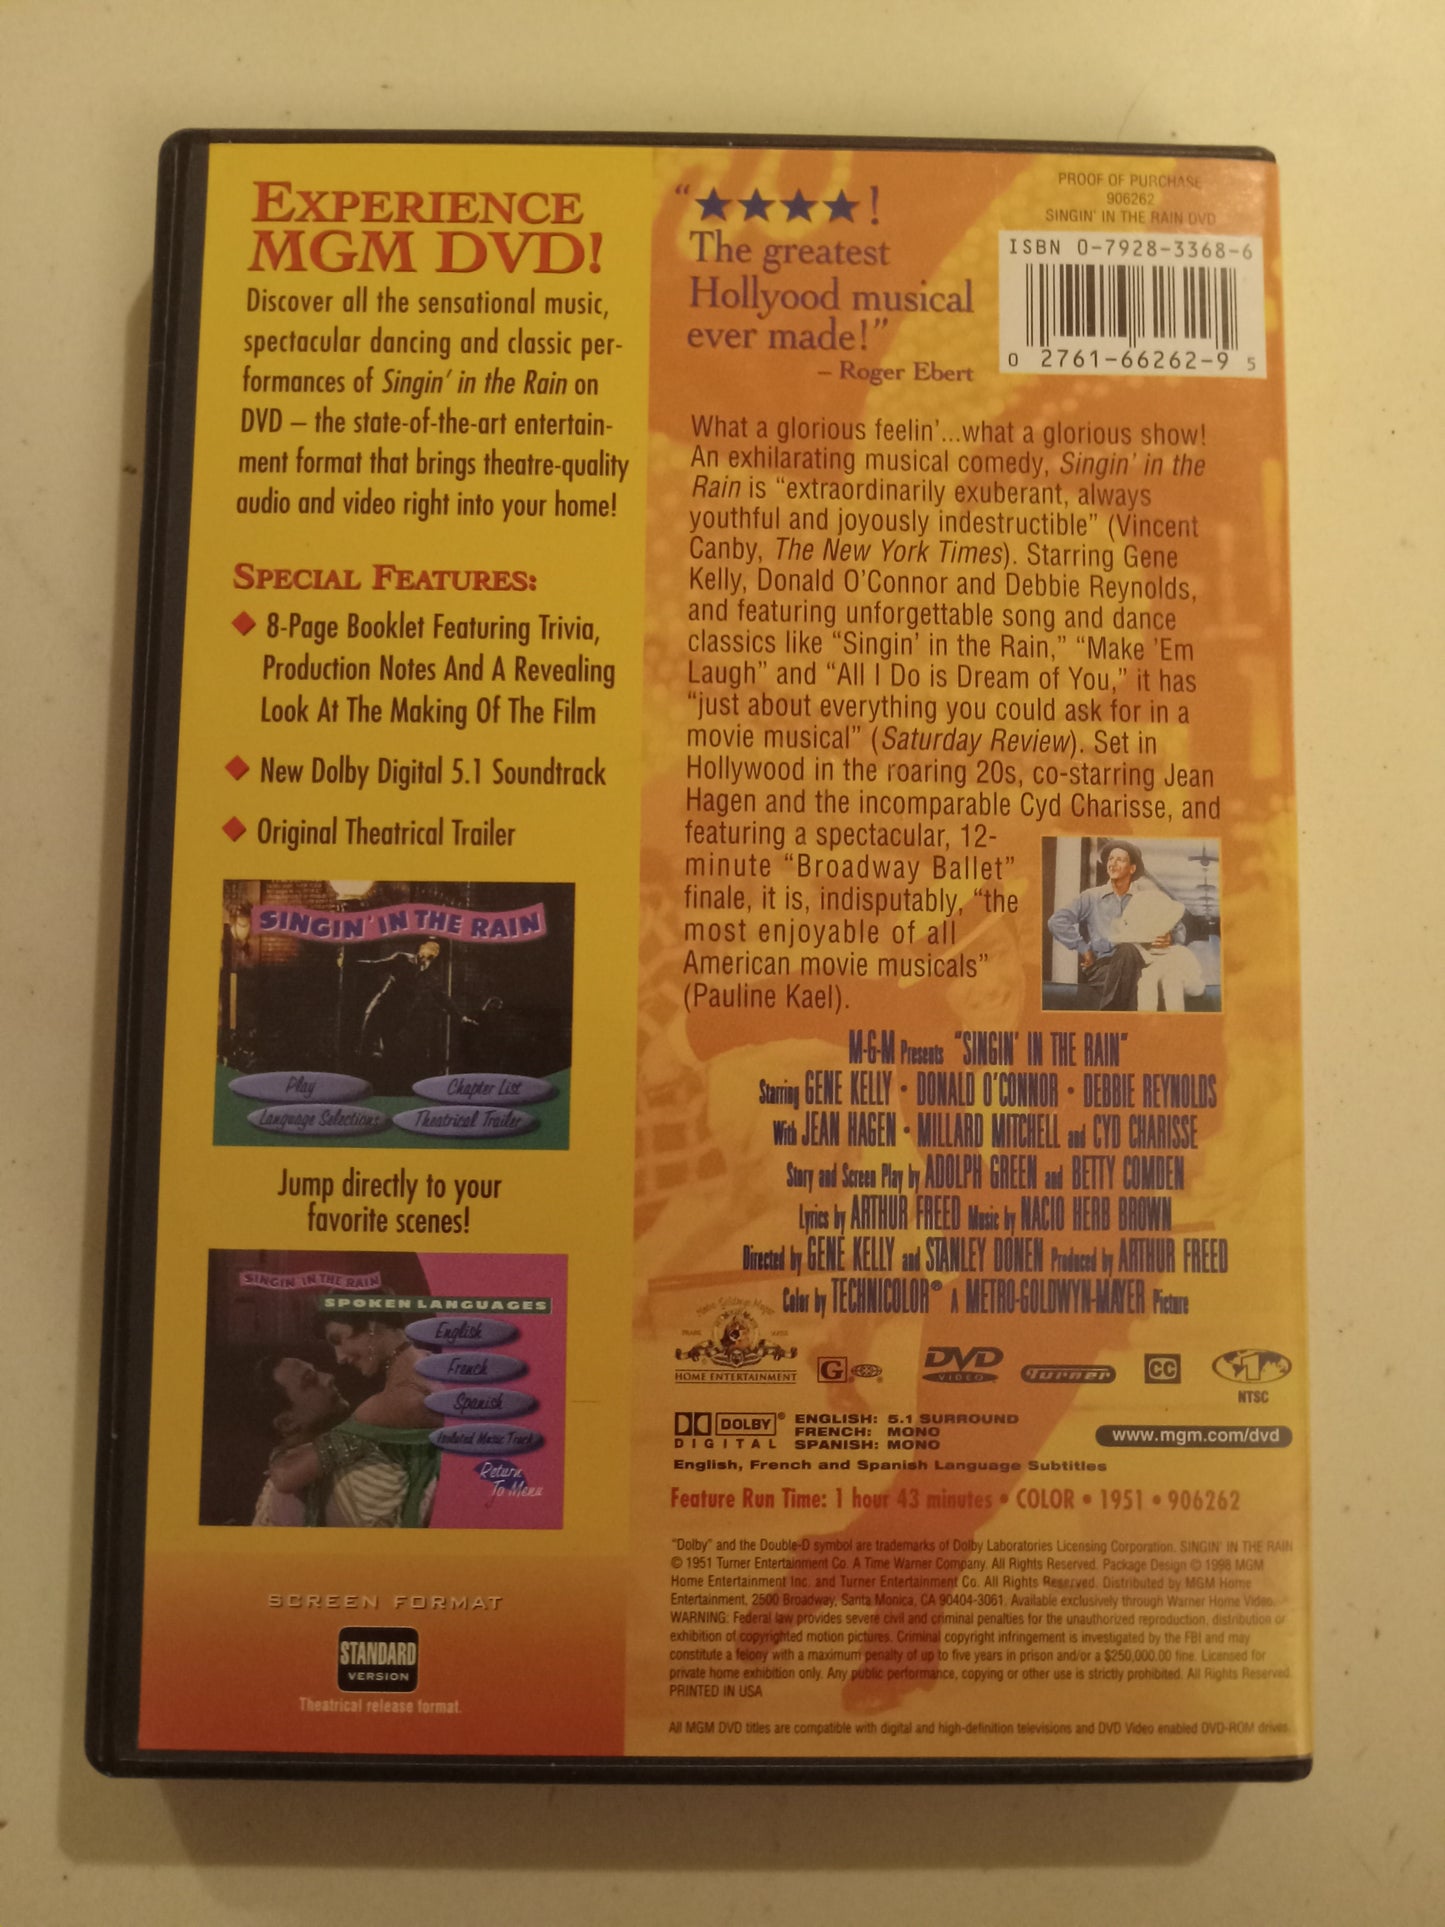 EXPERIENCE
MGM DVD!
Discover all the sensational music,
spectacular dancing and classic per-
formances of Singin' in the Rain on
DVD – the state-of-the-art entertain-
ment format that brings theatre-quality
audio and video right into your home!
SPECIAL FEATURES:
8-Page Booklet Featuring Trivia,
Production Notes And A Revealing
Look At The Making Of The Film
New Dolby Digital 5.1 Soundtrack
Original Theatrical Trailer
SINGIN' IN THE RAIN
Play
Chapter List
Language Selections
Theatrical Trailer
Jump directly to your
favorite scenes!
SINGIN' IN THE RAIN
SPOKEN LANGUAGES
English
French
Spanish
Isolated Music Track
Return
To Menu
SCREEN FORMAT
STANDARD
VERSION
Theatrical release format.
"★★★★!
The greatest
Hollyood musical
ever made!"
– Roger Ebert
PROOF OF PURCHASE
906262
SINGIN' IN THE RAIN DVD
ISBN 0-7928-3368-6
0 2761-66262-9 5
What a glorious feelin'...what a glorious show!
An exhilarating musical comedy, Singin' in the
Rain is "extraordinarily exuberant, always
youthful and joyously indestructible" (Vincent
Canby, The New York Times). Starring Gene
Kelly, Donald O'Connor and Debbie Reynolds,
and featuring unforgettable song and dance
classics like "Singin' in the Rain," "Make 'Em
Laugh" and "All I Do is Dream of You," it has
"just about everything you could ask for in a
movie musical" (Saturday Review). Set in
Hollywood in the roaring 20s, co-starring Jean
Hagen and the incomparable Cyd Charisse, and
featuring a spectacular, 12-
minute "Broadway Ballet"
finale, it is, indisputably, "the
most enjoyable of all
American movie musicals"
(Pauline Kael).
M-G-M Presents "SINGIN' IN THE RAIN"
Starring GENE KELLY • DONALD O'CONNOR • DEBBIE REYNOLDS
With JEAN HAGEN • MILLARD MITCHELL and CYD CHARISSE
Story and Screen Play by ADOLPH GREEN and BETTY COMDEN
Lyrics by ARTHUR FREED Music by NACIO HERB BROWN
Directed by GENE KELLY and STANLEY DONEN Produced by ARTHUR FREED
Color by TECHNICOLOR® A METRO-GOLDWYN-MAYER Picture
Metro Goldwyn Mayer
TRADE MARK
HOME ENTERTAINMENT
G
DVD
VIDEO
Turner
CC
1
NTSC
DOLBY®
DIGITAL
ENGLISH: 5.1 SURROUND
FRENCH: MONO
SPANISH: MONO
www.mgm.com/dvd
English, French and Spanish Language Subtitles
Feature Run Time: 1 hour 43 minutes • COLOR • 1951 • 906262
"Dolby" and the Double-D symbol are trademarks of Dolby Laboratories Licensing Corporation. SINGIN' IN THE RAIN
© 1951 Turner Entertainment Co. A Time Warner Company. All Rights Reserved. Package Design © 1998 MGM
Home Entertainment Inc. and Turner Entertainment Co. All Rights Reserved. Distributed by MGM Home
Entertainment, 2500 Broadway, Santa Monica, CA 90404-3061. Available exclusively through Warner Home Video.
WARNING: Federal law provides severe civil and criminal penalties for the unauthorized reproduction, distribution or
exhibition of copyrighted motion pictures. Criminal copyright infringement is investigated by the FBI and may
constitute a felony with a maximum penalty of up to five years in prison and/or a $250,000.00 fine. Licensed for
private home exhibition only. Any public performance, copying or other use is strictly prohibited. All Rights Reserved.
PRINTED IN USA
All MGM DVD titles are compatible with digital and high-definition televisions and DVD Video enabled DVD-ROM drives.